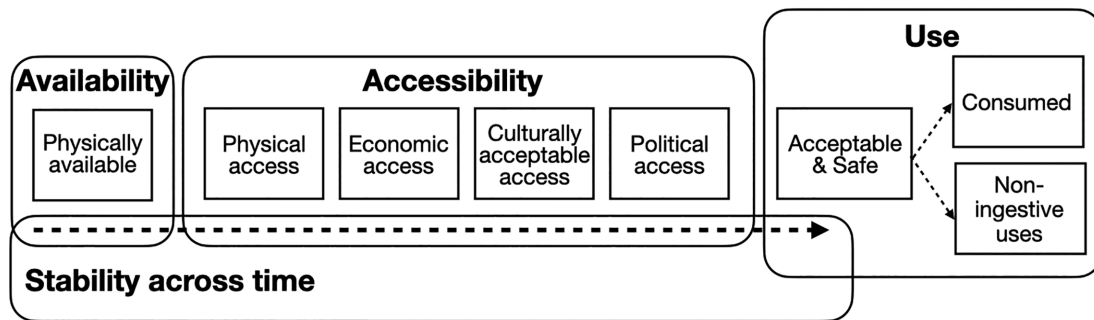 Use
Availability
Accessibility
Physically
available
Physical
access
Economic
access
Culturally
acceptable
access
Political
access
Acceptable
& Safe
Consumed
Non-
ingestive
uses
Stability across time